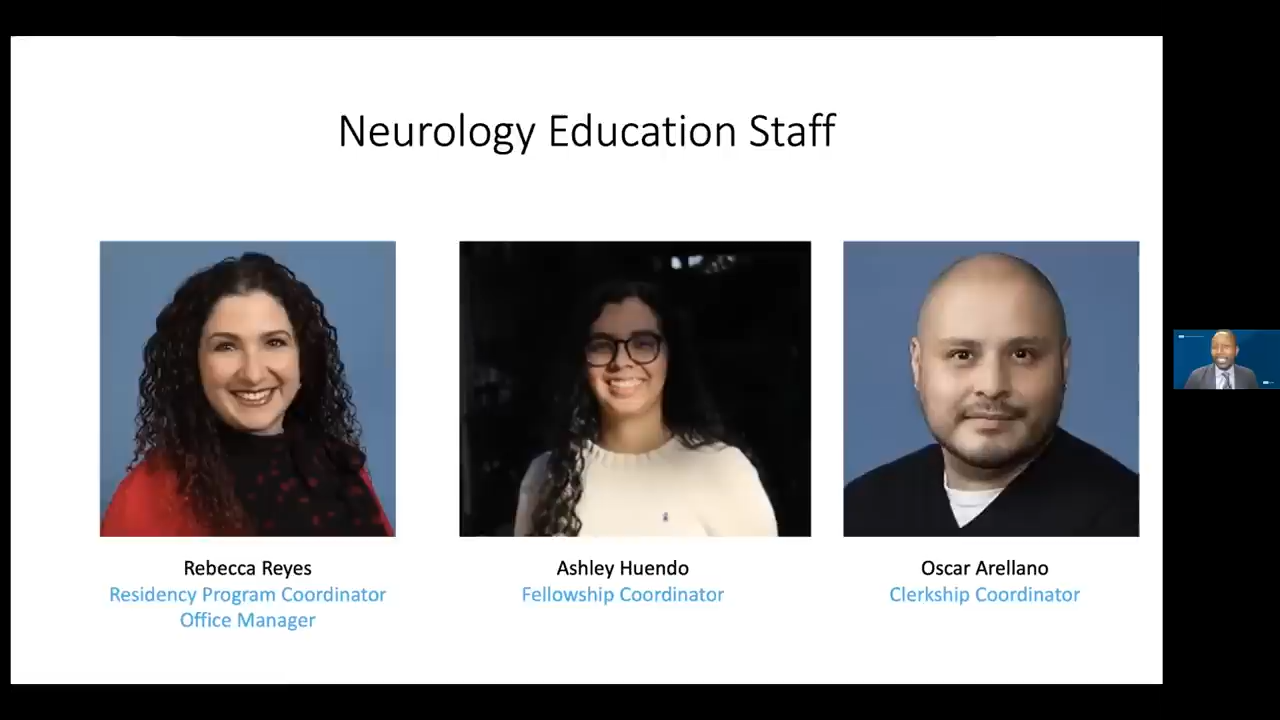 Neurology Education Staff
Rebecca Reyes
Residency Program Coordinator
Office Manager
Ashley Huendo
Fellowship Coordinator
Oscar Arellano
Clerkship Coordinator